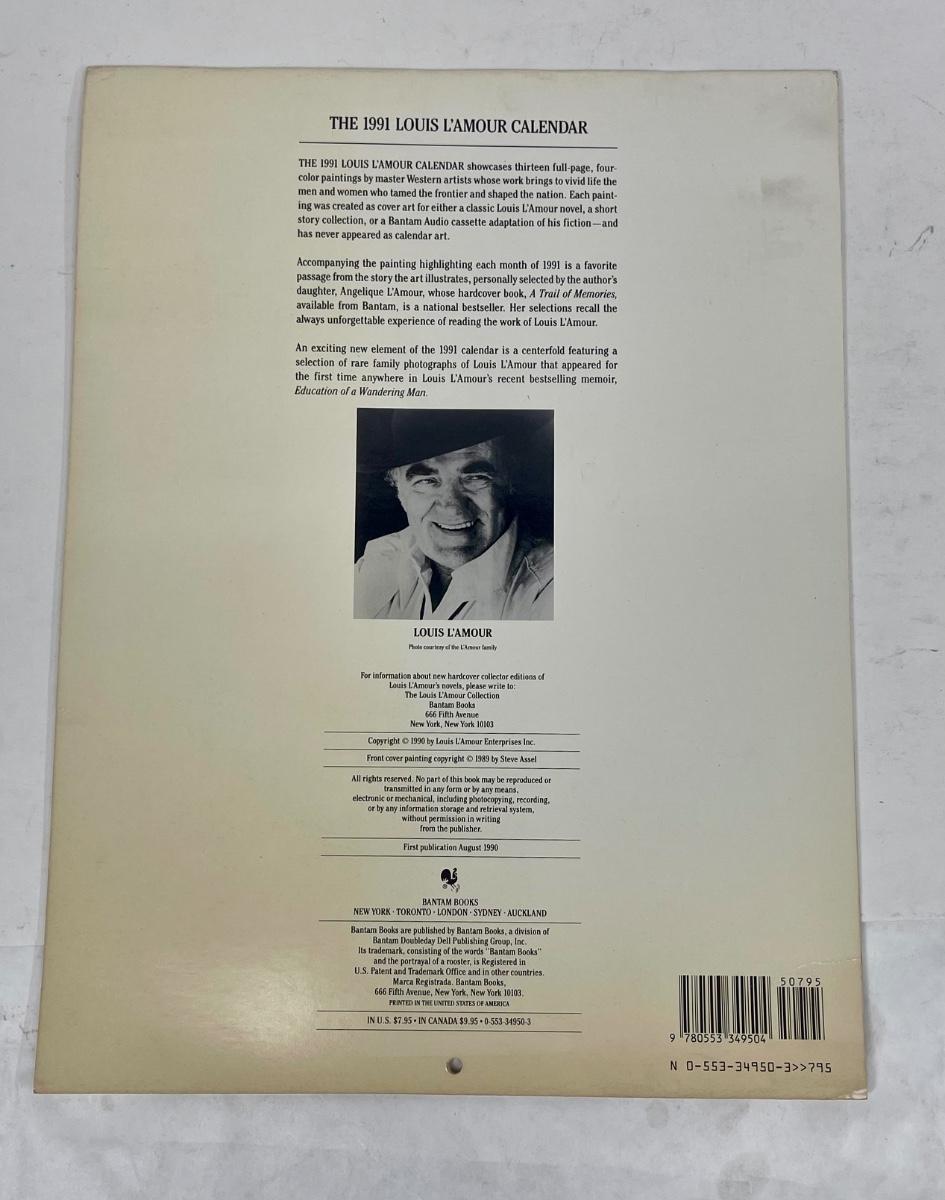 THE 1991 LOUIS L'AMOUR CALENDAR
THE 1991 LOUIS L'AMOUR CALENDAR showcases thirteen full-page, four-
color paintings by master Western artists whose work brings to vivid life the
men and women who tamed the frontier and shaped the nation. Each paint-
ing was created as cover art for either a classic Louis L'Amour novel, a short
story collection, or a Bantam Audio cassette adaptation of his fiction—and
has never appeared as calendar art.
Accompanying the painting highlighting each month of 1991 is a favorite
passage from the story the art illustrates, personally selected by the author's
daughter, Angelique L'Amour, whose hardcover book, A Trail of Memories,
available from Bantam, is a national bestseller. Her selections recall the
always unforgettable experience of reading the work of Louis L'Amour.
An exciting new element of the 1991 calendar is a centerfold featuring a
selection of rare family photographs of Louis L'Amour that appeared for
the first time anywhere in Louis L'Amour's recent bestselling memoir,
Education of a Wandering Man.
LOUIS L'AMOUR
Photo courtesy of the L'Amour family
For information about new hardcover collector editions of
Louis L'Amour's novels, please write to:
The Louis L'Amour Collection
Bantam Books
666 Fifth Avenue
New York, New York 10103
Copyright © 1990 by Louis L'Amour Enterprises Inc.
Front cover painting copyright © 1989 by Steve Assel
All rights reserved. No part of this book may be reproduced or
transmitted in any form or by any means,
electronic or mechanical, including photocopying, recording,
or by any information storage and retrieval system,
without permission in writing
from the publisher.
First publication August 1990
BANTAM BOOKS
NEW YORK · TORONTO · LONDON · SYDNEY · AUCKLAND
Bantam Books are published by Bantam Books, a division of
Bantam Doubleday Dell Publishing Group, Inc.
Its trademark, consisting of the words "Bantam Books"
and the portrayal of a rooster, is Registered in
U.S. Patent and Trademark Office and in other countries.
Marca Registrada. Bantam Books,
666 Fifth Avenue, New York, New York 10103.
PRINTED IN THE UNITED STATES OF AMERICA
IN U.S. $7.95 • IN CANADA $9.95 • 0-553-34950-3
50795
9 780553 349504
N 0-553-34950-3>>795